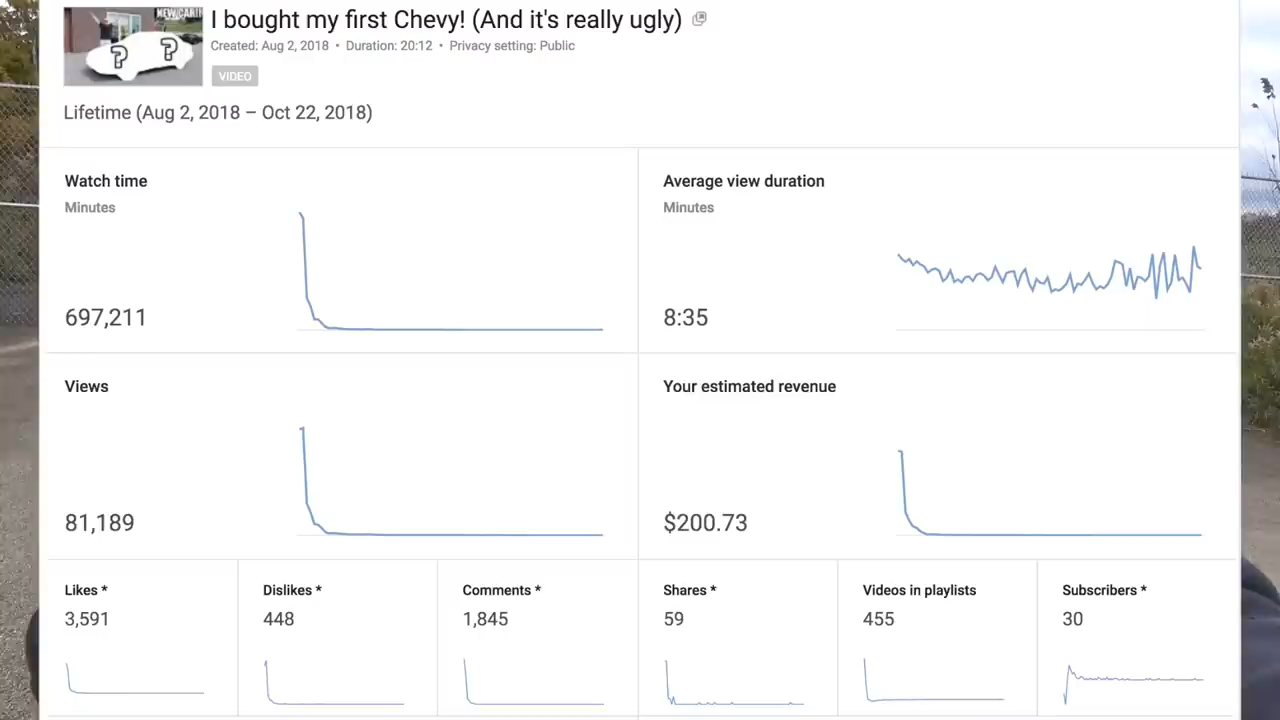 NEW CAR!!
I bought my first Chevy! (And it's really ugly)
Created: Aug 2, 2018 • Duration: 20:12 • Privacy setting: Public
? ?
VIDEO
Lifetime (Aug 2, 2018 – Oct 22, 2018)
Watch time
Minutes
697,211
Average view duration
Minutes
8:35
Views
81,189
Your estimated revenue
$200.73
Likes *
3,591
Dislikes *
448
Comments *
1,845
Shares *
59
Videos in playlists
455
Subscribers *
30